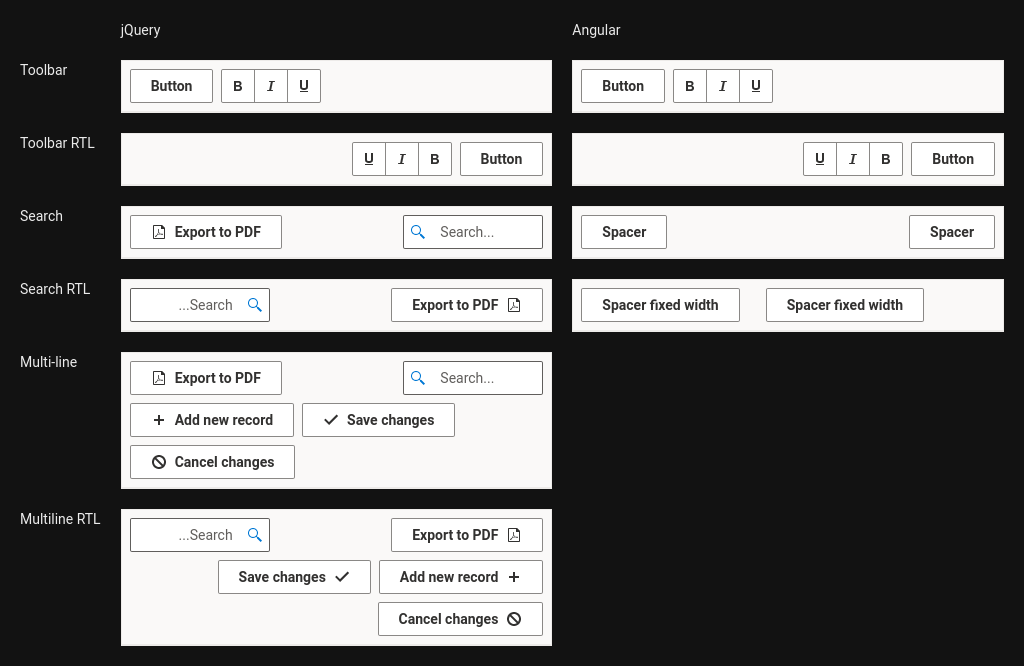 jQuery Angular
Toolbar Button B I U Button B I U
Toolbar RTL U I B Button U I B Button
Search Export to PDF Search... Spacer Spacer
Search RTL ...Search Export to PDF Spacer fixed width Spacer fixed width
Multi-line Export to PDF Search...
Add new record Save changes
Cancel changes
Multiline RTL ...Search Export to PDF
Save changes Add new record
Cancel changes